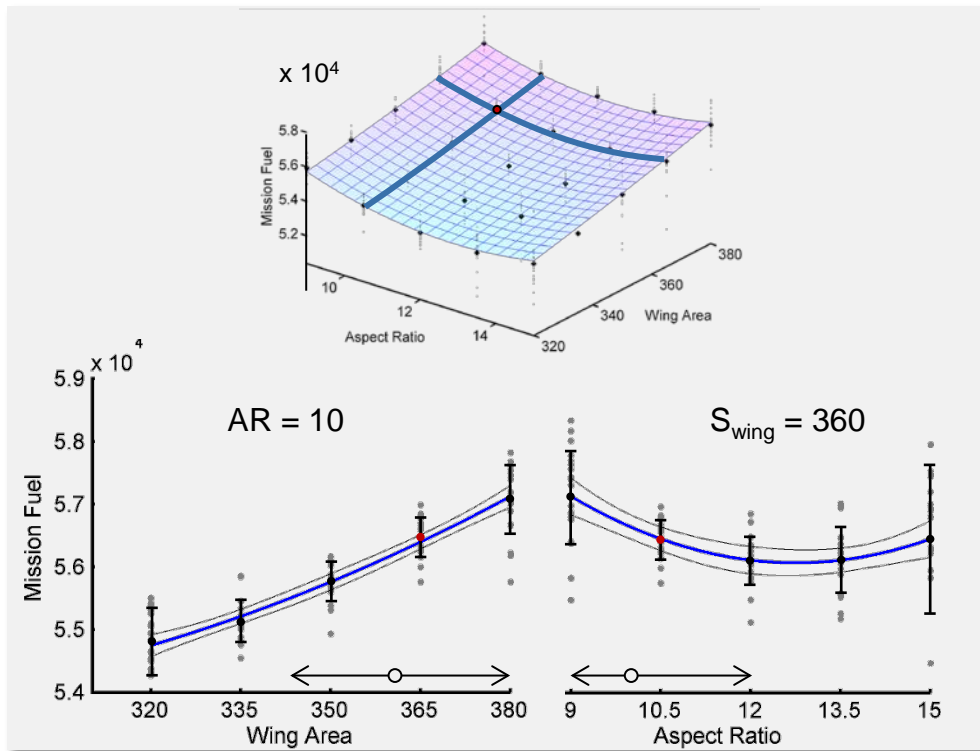 x 10⁴
5.8
5.6
5.4
5.2
Mission Fuel
10
12
14
Aspect Ratio
320
340
360
380
Wing Area
x 10⁴
5.9
5.8
5.7
5.6
5.5
5.4
Mission Fuel
AR = 10
320 335 350 365 380
Wing Area
Swing = 360
9 10.5 12 13.5 15
Aspect Ratio